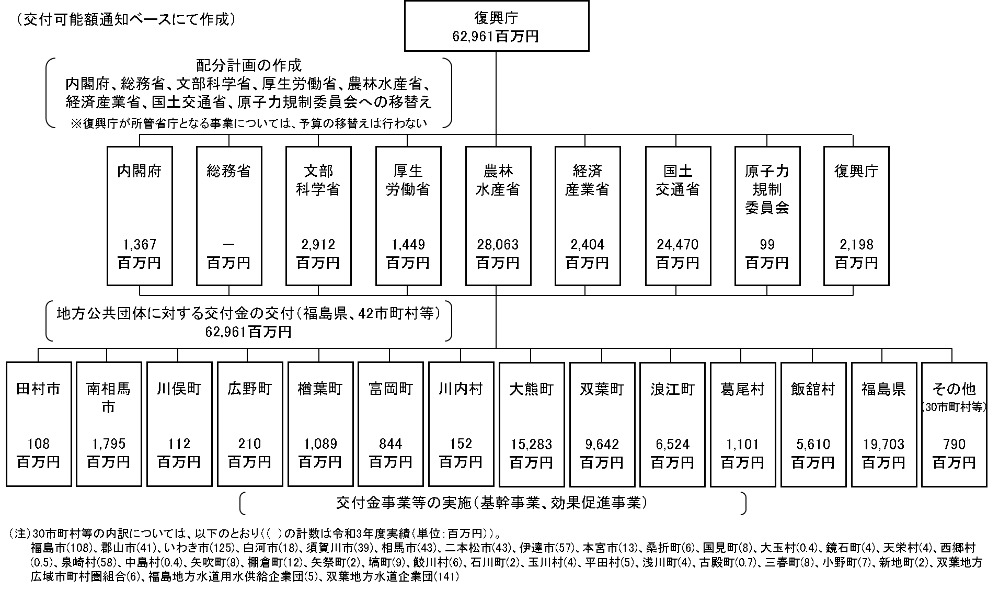 （交付可能額通知ベースにて作成）
復興庁
62,961百万円
配分計画の作成
内閣府、総務省、文部科学省、厚生労働省、農林水産省、
経済産業省、国土交通省、原子力規制委員会への移替え
※復興庁が所管省庁となる事業については、予算の移替えは行わない
内閣府
1,367
百万円
総務省
―
百万円
文部
科学省
2,912
百万円
厚生
労働省
1,449
百万円
農林
水産省
28,063
百万円
経済
産業省
2,404
百万円
国土
交通省
24,470
百万円
原子力
規制
委員会
99
百万円
復興庁
2,198
百万円
地方公共団体に対する交付金の交付（福島県、42市町村等）
62,961百万円
田村市
108
百万円
南相馬
市
1,795
百万円
川俣町
112
百万円
広野町
210
百万円
楢葉町
1,089
百万円
富岡町
844
百万円
川内村
152
百万円
大熊町
15,283
百万円
双葉町
9,642
百万円
浪江町
6,524
百万円
葛尾村
1,101
百万円
飯舘村
5,610
百万円
福島県
19,703
百万円
その他
（30市町村等）
790
百万円
交付金事業等の実施（基幹事業、効果促進事業）
（注）30市町村等の内訳については、以下のとおり（（　）の計数は令和3年度実績（単位：百万円））。
福島市(108)、郡山市(41)、いわき市(125)、白河市(18)、須賀川市(39)、相馬市(43)、二本松市(43)、伊達市(57)、本宮市(13)、桑折町(6)、国見町(8)、大玉村(0.4)、鏡石町(4)、天栄村(4)、西郷村
(0.5)、泉崎村(58)、中島村(0.4)、矢吹町(8)、棚倉町(12)、矢祭町(2)、塙町(9)、鮫川村(6)、石川町(2)、玉川村(4)、平田村(5)、浅川町(4)、古殿町(0.7)、三春町(8)、小野町(7)、新地町(2)、双葉地方
広域市町村圏組合(6)、福島地方水道用水供給企業団(5)、双葉地方水道企業団(141)